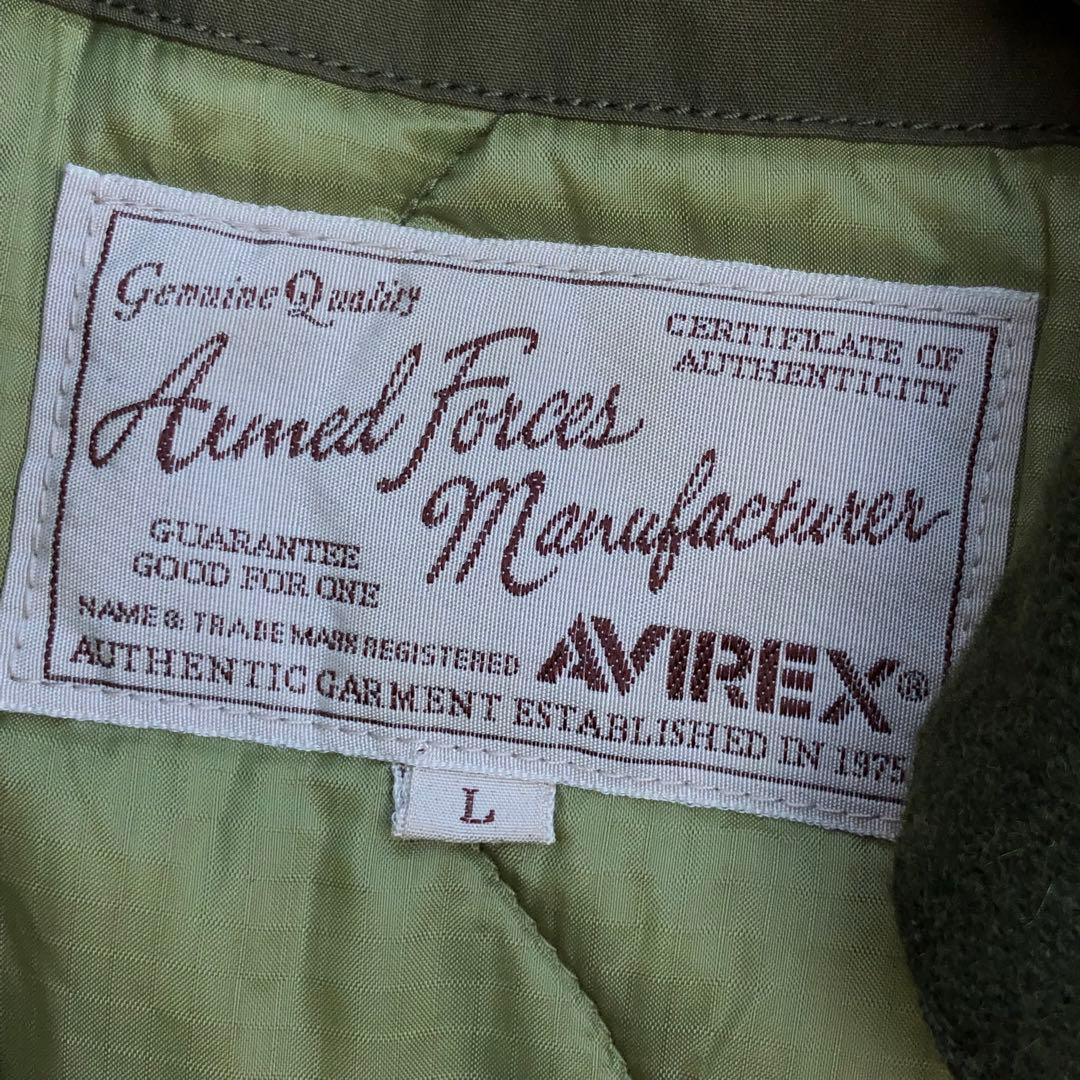 Genuine Quality
CERTIFICATE OF
AUTHENTICITY
Armed Forces
Manufacturer
GUARANTEE
GOOD FOR ONE
NAME & TRADE MARK REGISTERED
AVIREX®
AUTHENTIC GARMENT ESTABLISHED IN 1975
L